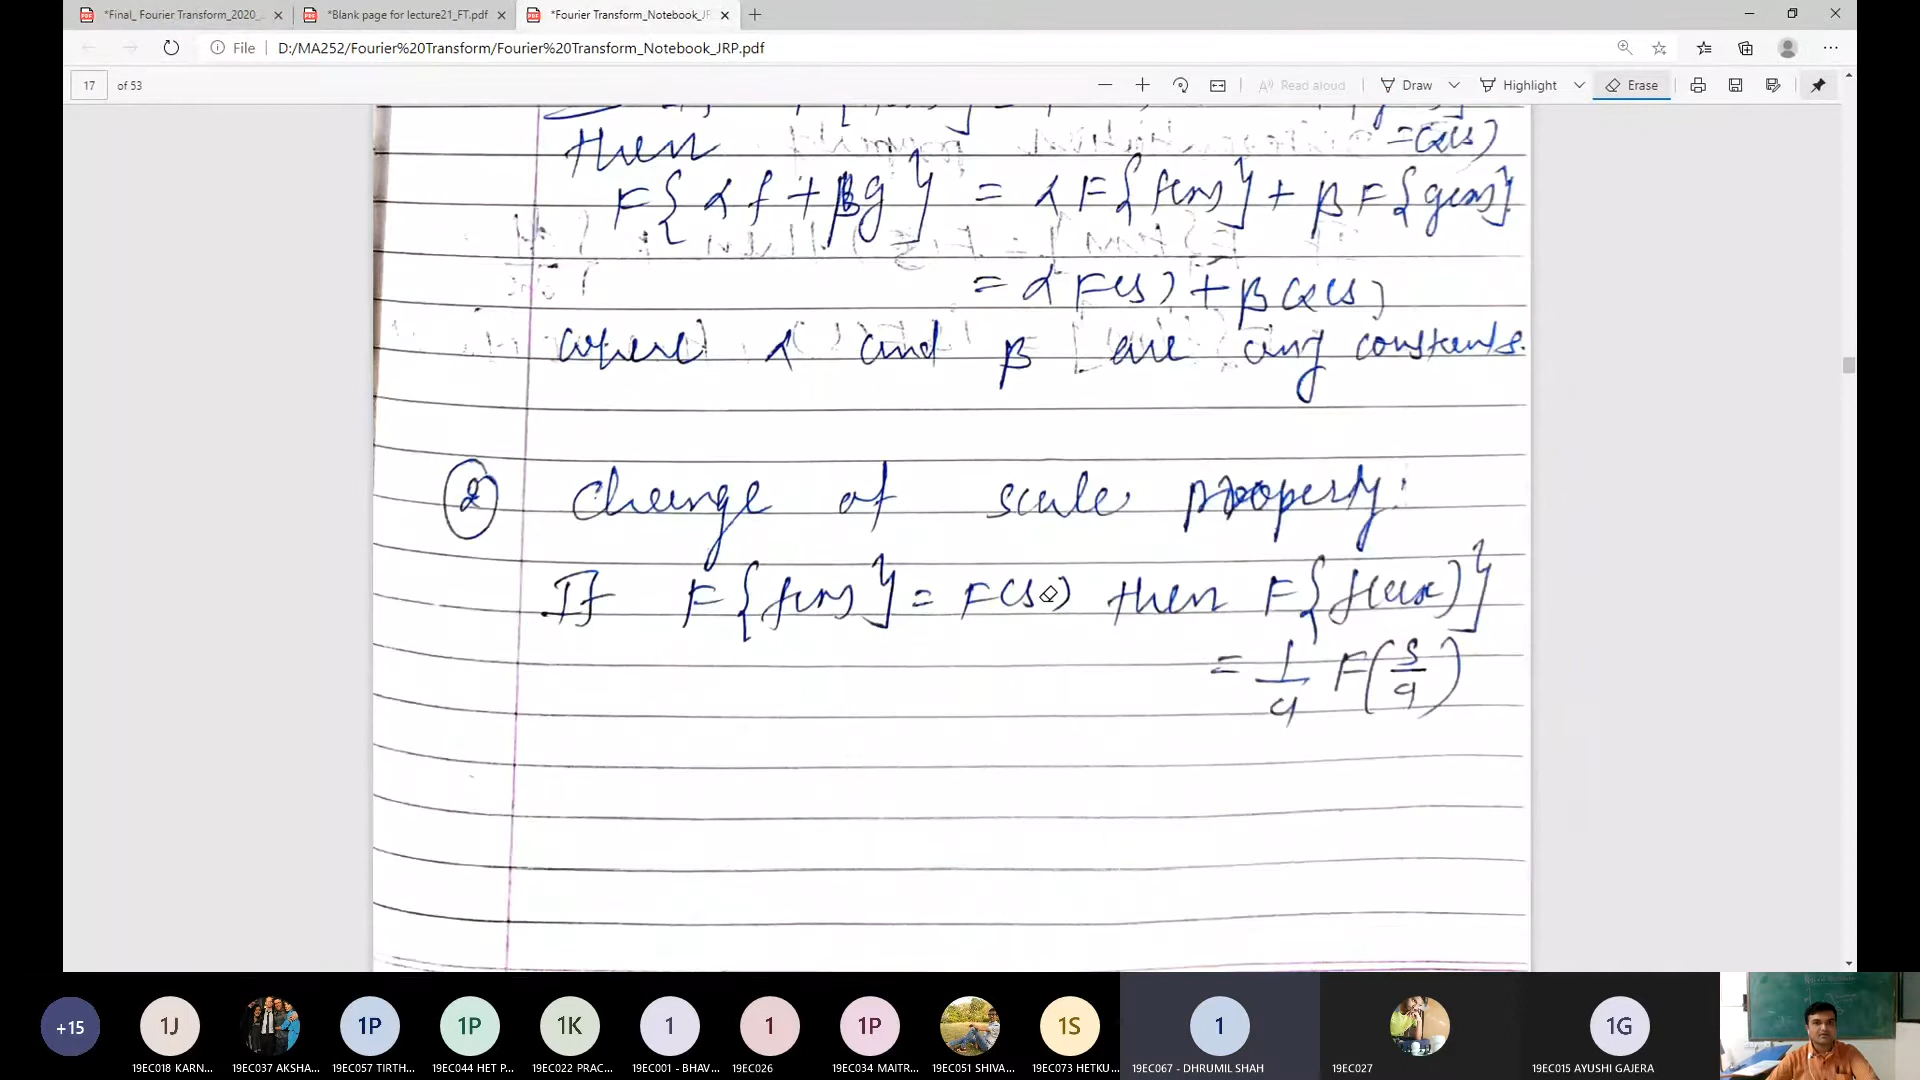 *Final_ Fourier Transform_2020_...
*Blank page for lecture21_FT.pdf
*Fourier Transform_Notebook_JRP
File
D:/MA252/Fourier%20Transform/Fourier%20Transform_Notebook_JRP.pdf
17 of 53
Read aloud
Draw
Highlight
Erase
then = G(s)
F{αf + βg} = αF{f(x)} + βF{g(x)}
= αF(s) + βG(s)
where α and β are any constants.
② Change of scale property:
If F{f(x)} = F(s) then F{f(ax)}
= 1/a F(s/a)
+15
1J
1P
1P
1K
1
1
1P
1S
1
1G
19EC018 KARN...
19EC037 AKSHA...
19EC057 TIRTH...
19EC044 HET P...
19EC022 PRAC...
19EC001 - BHAV...
19EC026
19EC034 MAITR...
19EC051 SHIVA...
19EC073 HETKU...
19EC067 - DHRUMIL SHAH
19EC027
19EC015 AYUSHI GAJERA